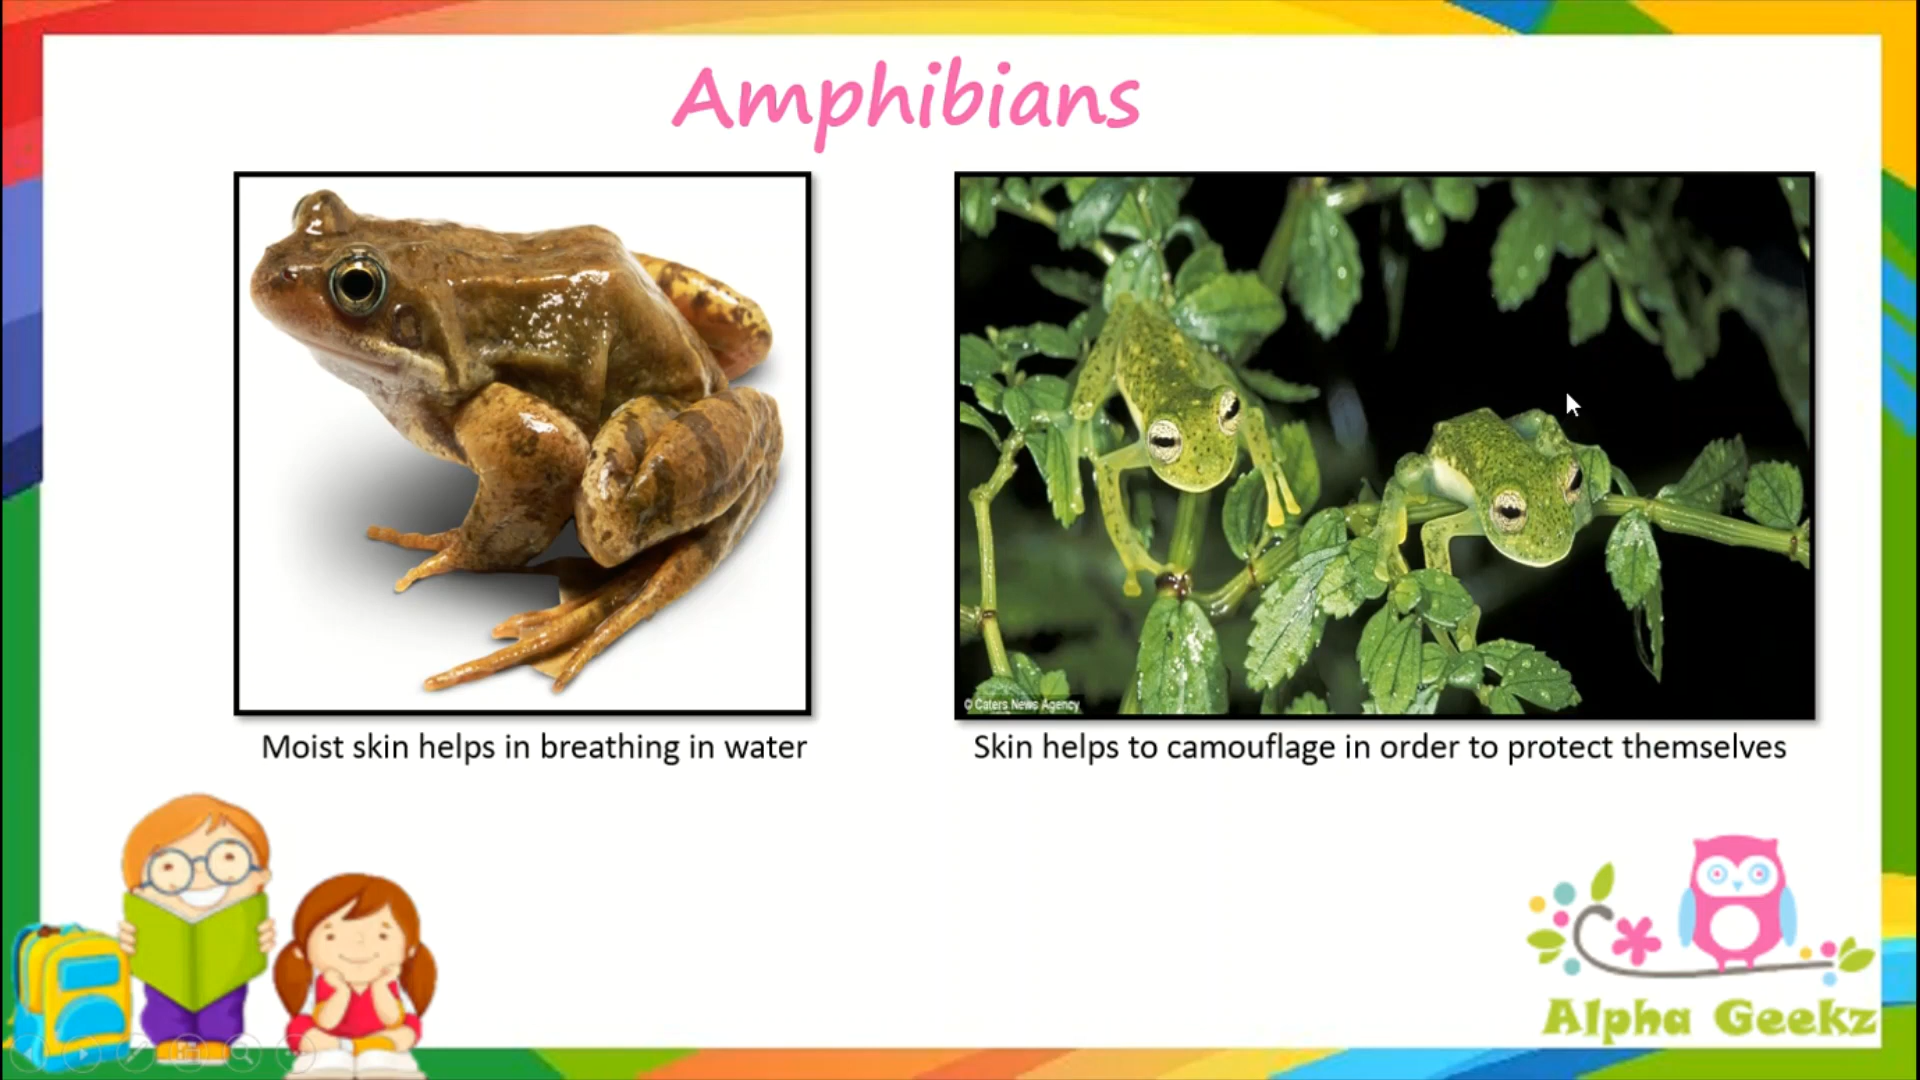 Amphibians
© Caters News Agency
Moist skin helps in breathing in water
Skin helps to camouflage in order to protect themselves
Alpha Geekz